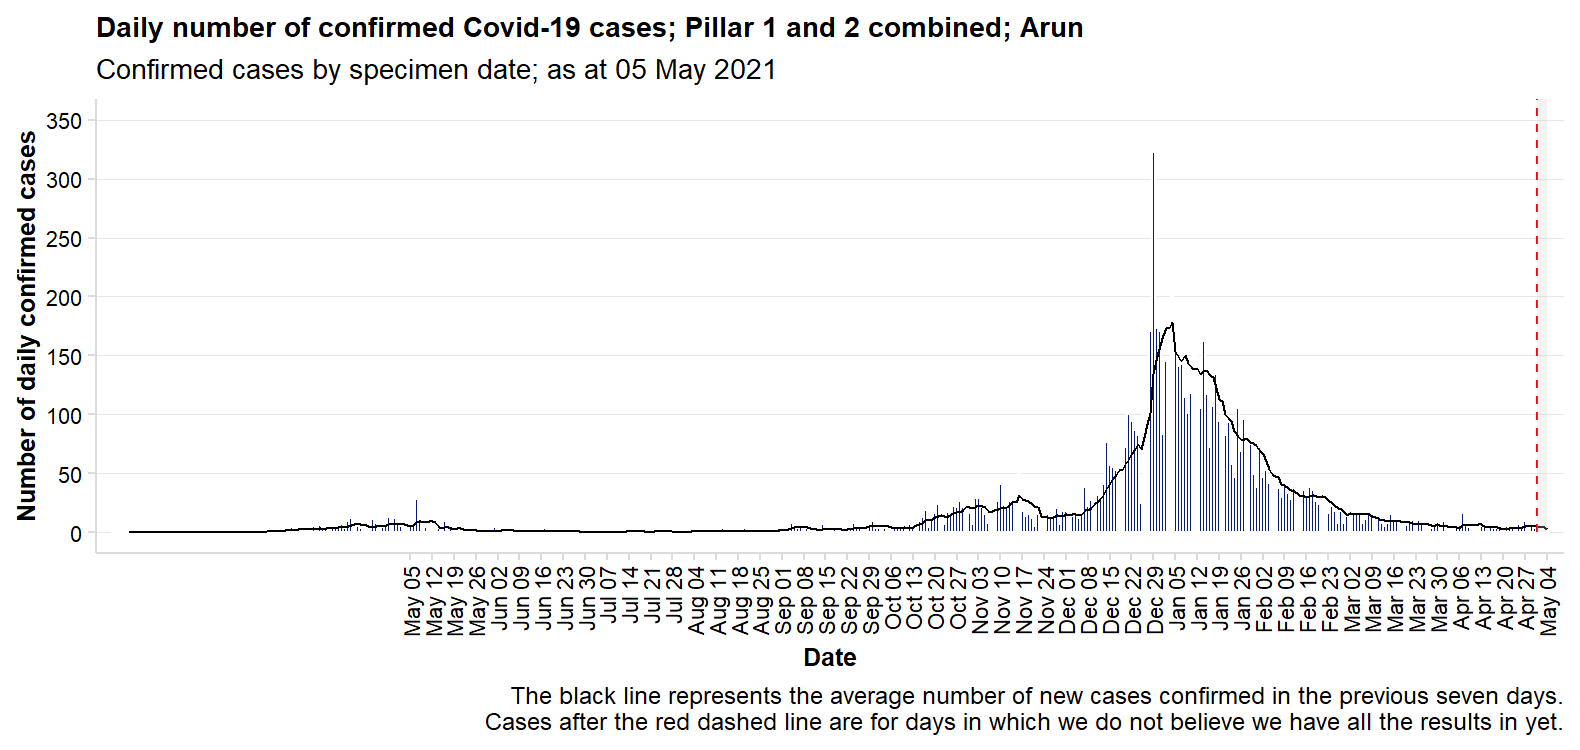 Daily number of confirmed Covid-19 cases; Pillar 1 and 2 combined; Arun
Confirmed cases by specimen date; as at 05 May 2021
Number of daily confirmed cases
350
300
250
200
150
100
50
0
May 05
May 12
May 19
May 26
Jun 02
Jun 09
Jun 16
Jun 23
Jun 30
Jul 07
Jul 14
Jul 21
Jul 28
Aug 04
Aug 11
Aug 18
Aug 25
Sep 01
Sep 08
Sep 15
Sep 22
Sep 29
Oct 06
Oct 13
Oct 20
Oct 27
Nov 03
Nov 10
Nov 17
Nov 24
Dec 01
Dec 08
Dec 15
Dec 22
Dec 29
Jan 05
Jan 12
Jan 19
Jan 26
Feb 02
Feb 09
Feb 16
Feb 23
Mar 02
Mar 09
Mar 16
Mar 23
Mar 30
Apr 06
Apr 13
Apr 20
Apr 27
May 04
Date
The black line represents the average number of new cases confirmed in the previous seven days.
Cases after the red dashed line are for days in which we do not believe we have all the results in yet.